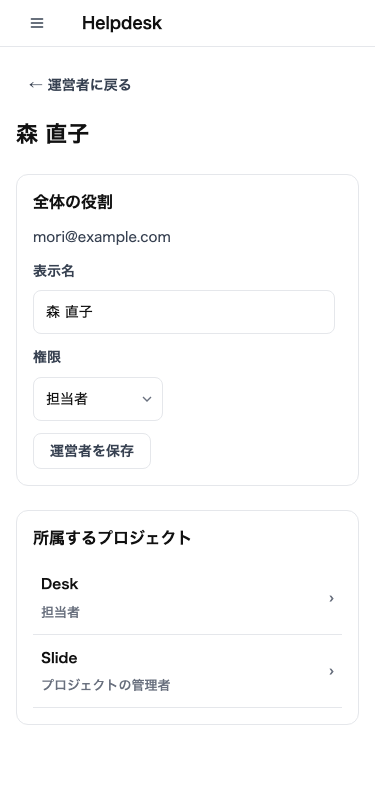 Helpdesk
← 運営者に戻る
森 直子
全体の役割
mori@example.com
表示名
森 直子
権限
担当者
運営者を保存
所属するプロジェクト
Desk
担当者
›
Slide
プロジェクトの管理者
›